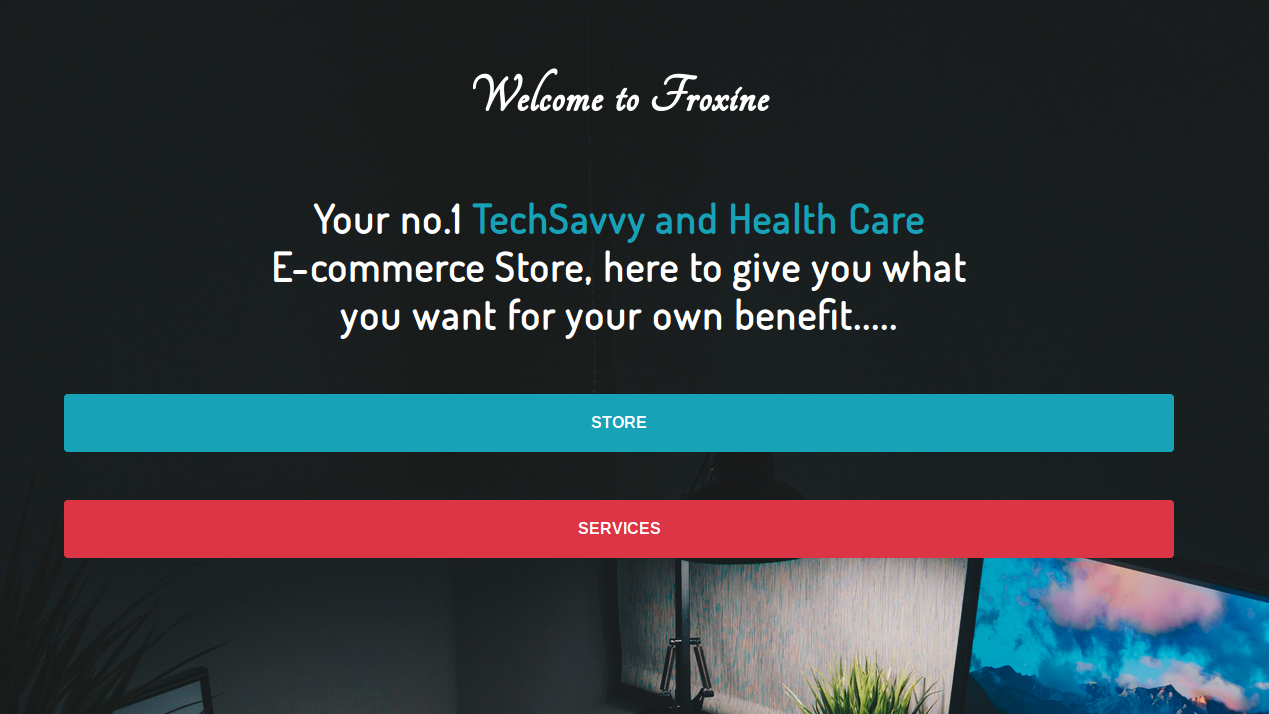 Welcome to Froxine
Your no.1 TechSavvy and Health Care
E-commerce Store, here to give you what
you want for your own benefit.....
STORE
SERVICES